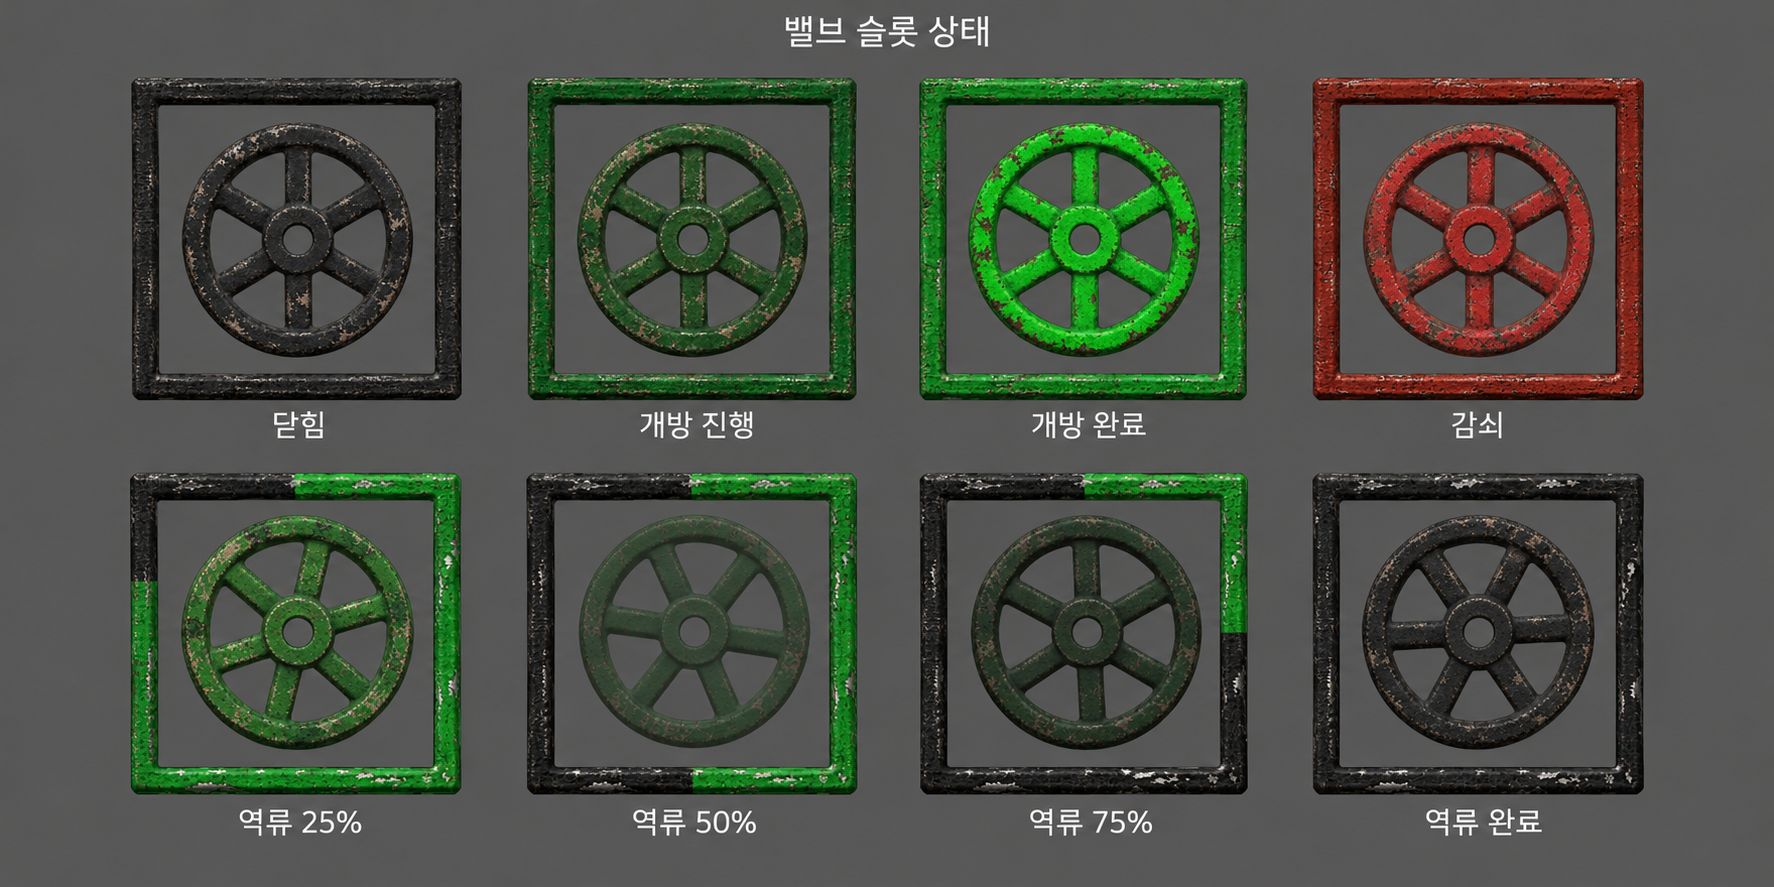 밸브 슬롯 상태
닫힘
개방 진행
개방 완료
감쇠
역류 25%
역류 50%
역류 75%
역류 완료